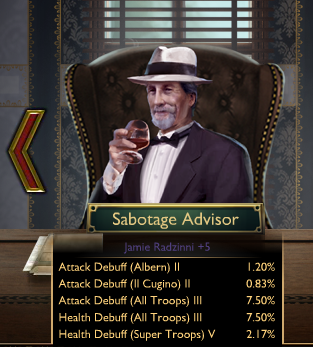 Sabotage Advisor
Jamie Radzinni +5
Attack Debuff (Albern) II 1.20%
Attack Debuff (Il Cugino) II 0.83%
Attack Debuff (All Troops) III 7.50%
Health Debuff (All Troops) III 7.50%
Health Debuff (Super Troops) V 2.17%